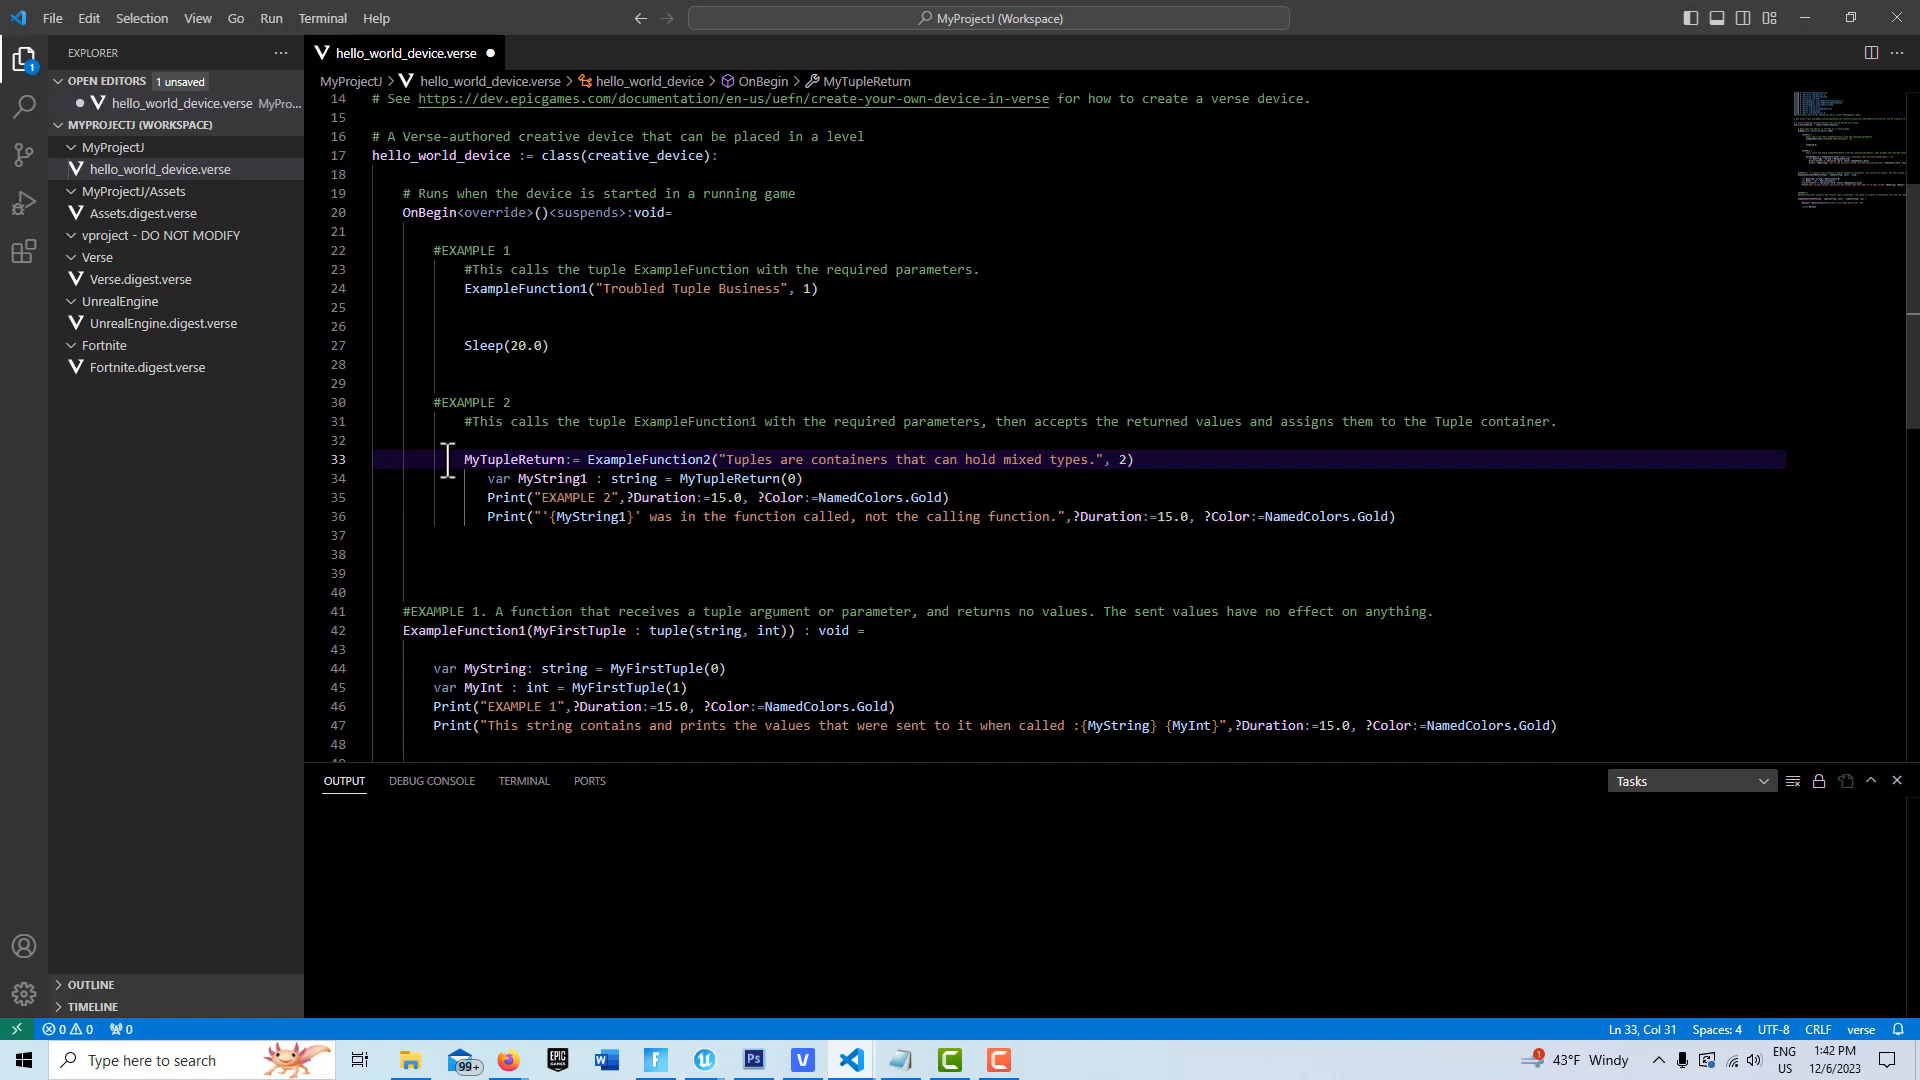 File Edit Selection View Go Run Terminal Help
MyProjectJ (Workspace)
EXPLORER
hello_world_device.verse
OPEN EDITORS 1 unsaved
MyProjectJ > hello_world_device.verse > hello_world_device > OnBegin > MyTupleReturn
hello_world_device.verse MyPro...
MYPROJECTJ (WORKSPACE)
MyProjectJ
hello_world_device.verse
MyProjectJ/Assets
Assets.digest.verse
vproject - DO NOT MODIFY
Verse
Verse.digest.verse
UnrealEngine
UnrealEngine.digest.verse
Fortnite
Fortnite.digest.verse
OUTLINE
TIMELINE
14 # See https://dev.epicgames.com/documentation/en-us/uefn/create-your-own-device-in-verse for how to create a verse device.
15
16 # A Verse-authored creative device that can be placed in a level
17 hello_world_device := class(creative_device):
18
19 # Runs when the device is started in a running game
20 OnBegin<override>()<suspends>:void=
21
22 #EXAMPLE 1
23 #This calls the tuple ExampleFunction with the required parameters.
24 ExampleFunction1("Troubled Tuple Business", 1)
25
26
27 Sleep(20.0)
28
29
30 #EXAMPLE 2
31 #This calls the tuple ExampleFunction1 with the required parameters, then accepts the returned values and assigns them to the Tuple container.
32
33 MyTupleReturn:= ExampleFunction2("Tuples are containers that can hold mixed types.", 2)
34 var MyString1 : string = MyTupleReturn(0)
35 Print("EXAMPLE 2",?Duration:=15.0, ?Color:=NamedColors.Gold)
36 Print("'{MyString1}' was in the function called, not the calling function.",?Duration:=15.0, ?Color:=NamedColors.Gold)
37
38
39
40
41 #EXAMPLE 1. A function that receives a tuple argument or parameter, and returns no values. The sent values have no effect on anything.
42 ExampleFunction1(MyFirstTuple : tuple(string, int)) : void =
43
44 var MyString: string = MyFirstTuple(0)
45 var MyInt : int = MyFirstTuple(1)
46 Print("EXAMPLE 1",?Duration:=15.0, ?Color:=NamedColors.Gold)
47 Print("This string contains and prints the values that were sent to it when called :{MyString} {MyInt}",?Duration:=15.0, ?Color:=NamedColors.Gold)
48
OUTPUT DEBUG CONSOLE TERMINAL PORTS
Tasks
0 0 0
Ln 33, Col 31 Spaces: 4 UTF-8 CRLF verse
Type here to search
99+
EPIC GAMES
Ps
43°F Windy
ENG US
1:42 PM
12/6/2023